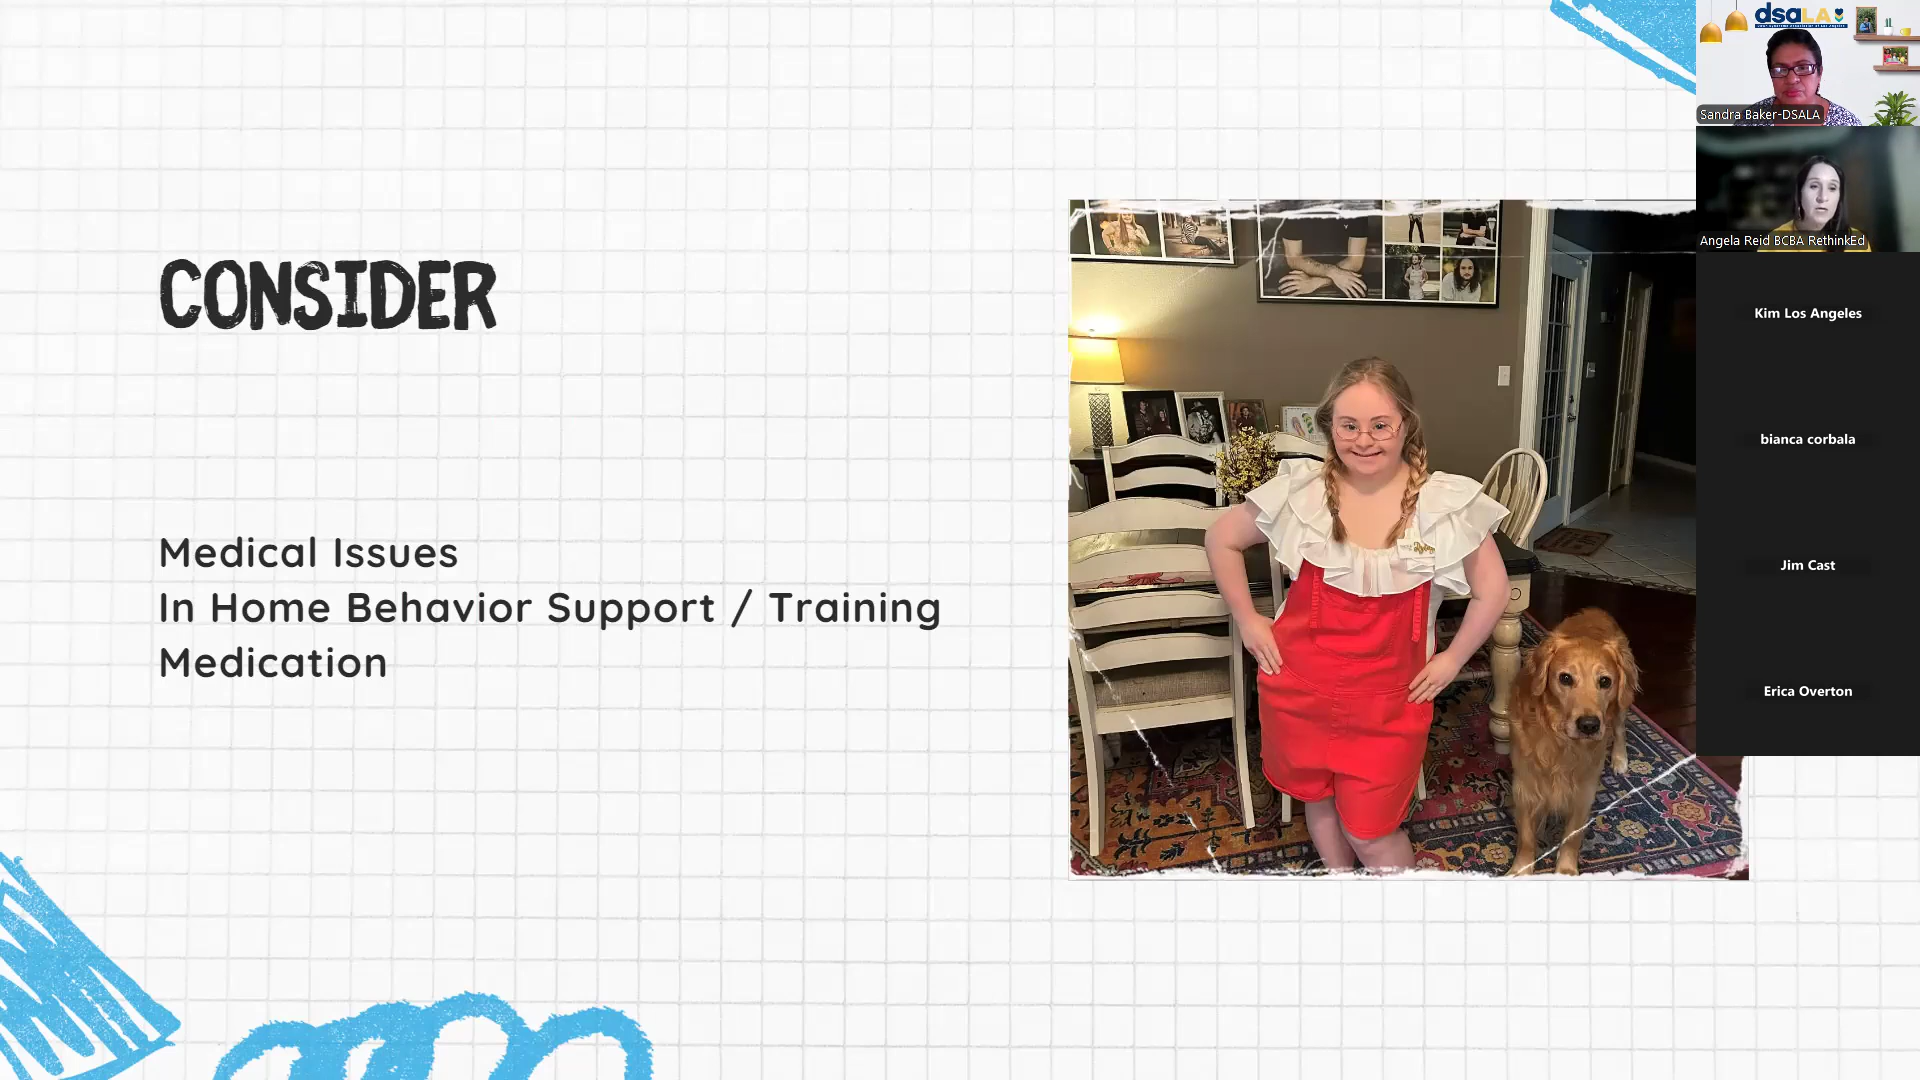 CONSIDER
Medical Issues
In Home Behavior Support / Training
Medication
dsaLA
Sandra Baker-DSALA
Angela Reid BCBA RethinkEd
Kim Los Angeles
bianca corbala
Jim Cast
Erica Overton